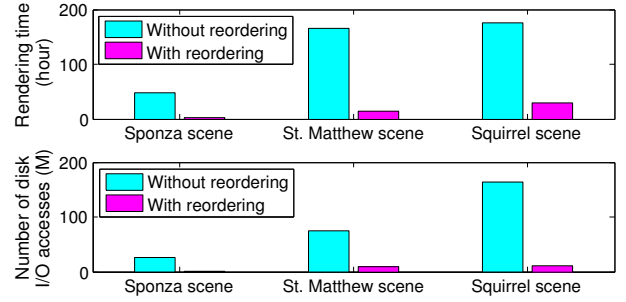 Rendering time
(hour)
200
100
0
Without reordering
With reordering
Sponza scene
St. Matthew scene
Squirrel scene
Number of disk
I/O accesses (M)
200
100
0
Without reordering
With reordering
Sponza scene
St. Matthew scene
Squirrel scene